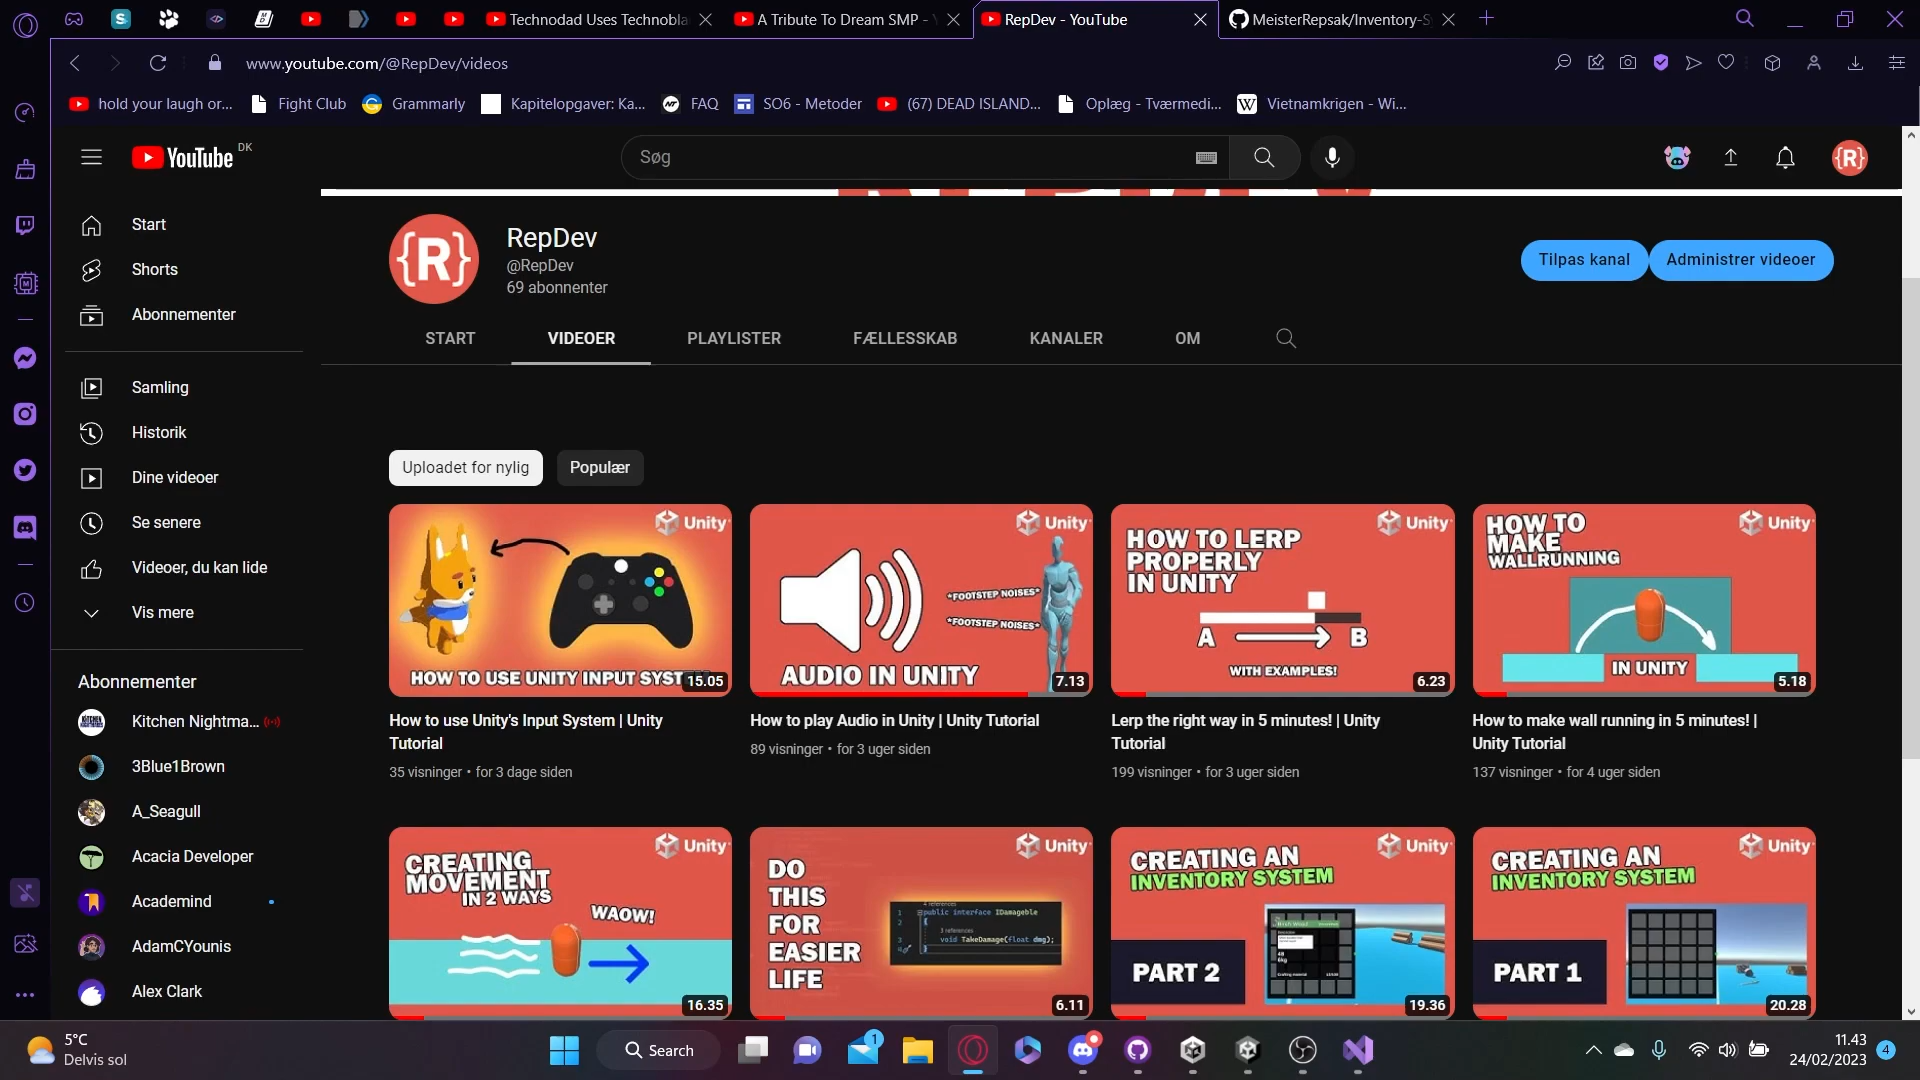 Technodad Uses Technobla
A Tribute To Dream SMP - Y
RepDev - YouTube
MeisterRepsak/Inventory-S
www.youtube.com/@RepDev/videos
hold your laugh or...
Fight Club
Grammarly
Kapitelopgaver: Ka...
FAQ
SO6 - Metoder
(67) DEAD ISLAND...
Oplæg - Tværmedi...
Vietnamkrigen - Wi...
YouTube DK
Søg
{R}
Start
Shorts
Abonnementer
Samling
Historik
Dine videoer
Se senere
Videoer, du kan lide
Vis mere
Abonnementer
Kitchen Nightma...
3Blue1Brown
A_Seagull
Acacia Developer
Academind
AdamCYounis
Alex Clark
{R}
RepDev
@RepDev
69 abonnenter
Tilpas kanal
Administrer videoer
START
VIDEOER
PLAYLISTER
FÆLLESSKAB
KANALER
OM
Uploadet for nylig
Populær
Unity
HOW TO USE UNITY INPUT SYST
15.05
How to use Unity's Input System | Unity
Tutorial
35 visninger • for 3 dage siden
Unity
*FOOTSTEP NOISES*
*FOOTSTEP NOISES*
AUDIO IN UNITY
7.13
How to play Audio in Unity | Unity Tutorial
89 visninger • for 3 uger siden
Unity
HOW TO LERP
PROPERLY
IN UNITY
A
B
WITH EXAMPLES!
6.23
Lerp the right way in 5 minutes! | Unity
Tutorial
199 visninger • for 3 uger siden
Unity
HOW TO
MAKE
WALLRUNNING
IN UNITY
5.18
How to make wall running in 5 minutes! |
Unity Tutorial
137 visninger • for 4 uger siden
Unity
CREATING
MOVEMENT
IN 2 WAYS
WAOW!
16.35
Unity
DO
THIS
FOR
EASIER
LIFE
public interface IDamageble
void TakeDamage(float dmg);
6.11
Unity
CREATING AN
INVENTORY SYSTEM
PART 2
19.36
Unity
CREATING AN
INVENTORY SYSTEM
PART 1
20.28
5°C
Delvis sol
Search
1
11.43
24/02/2023
4